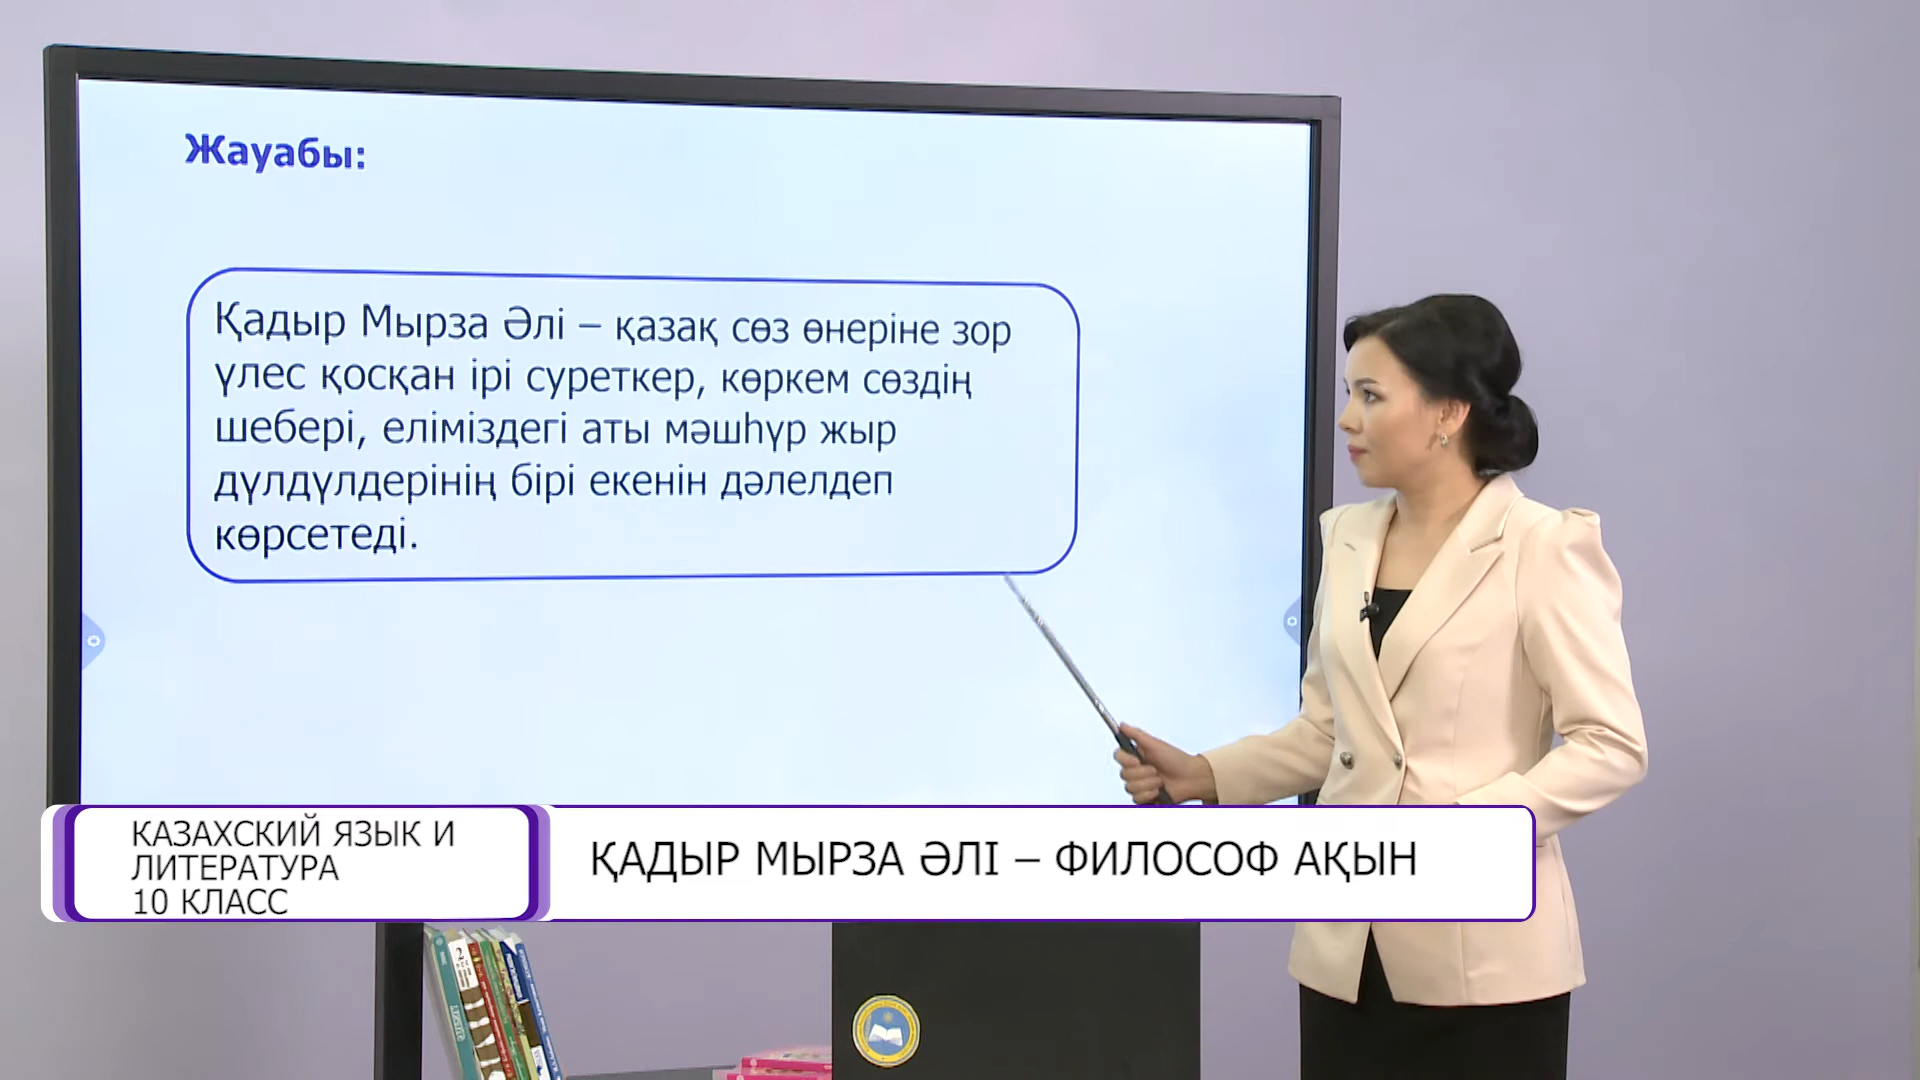 Жауабы:
Қадыр Мырза Әлі – қазақ сөз өнеріне зор
үлес қосқан ірі суреткер, көркем сөздің
шебері, еліміздегі аты мәшһүр жыр
дүлдүлдерінің бірі екенін дәлелдеп
көрсетеді.
КАЗАХСКИЙ ЯЗЫК И
ЛИТЕРАТУРА
10 КЛАСС
ҚАДЫР МЫРЗА ӘЛІ – ФИЛОСОФ АҚЫН
2